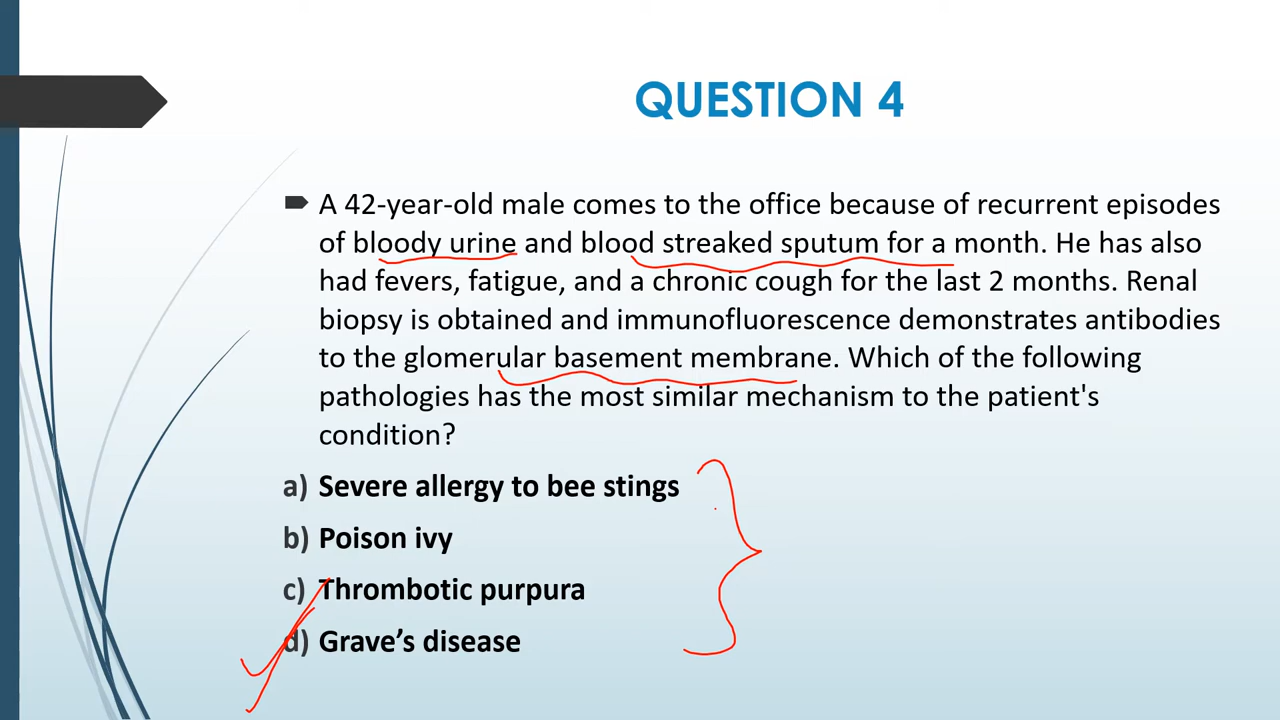 QUESTION 4
A 42-year-old male comes to the office because of recurrent episodes
of bloody urine and blood streaked sputum for a month. He has also
had fevers, fatigue, and a chronic cough for the last 2 months. Renal
biopsy is obtained and immunofluorescence demonstrates antibodies
to the glomerular basement membrane. Which of the following
pathologies has the most similar mechanism to the patient's
condition?
a) Severe allergy to bee stings
b) Poison ivy
c) Thrombotic purpura
d) Grave’s disease